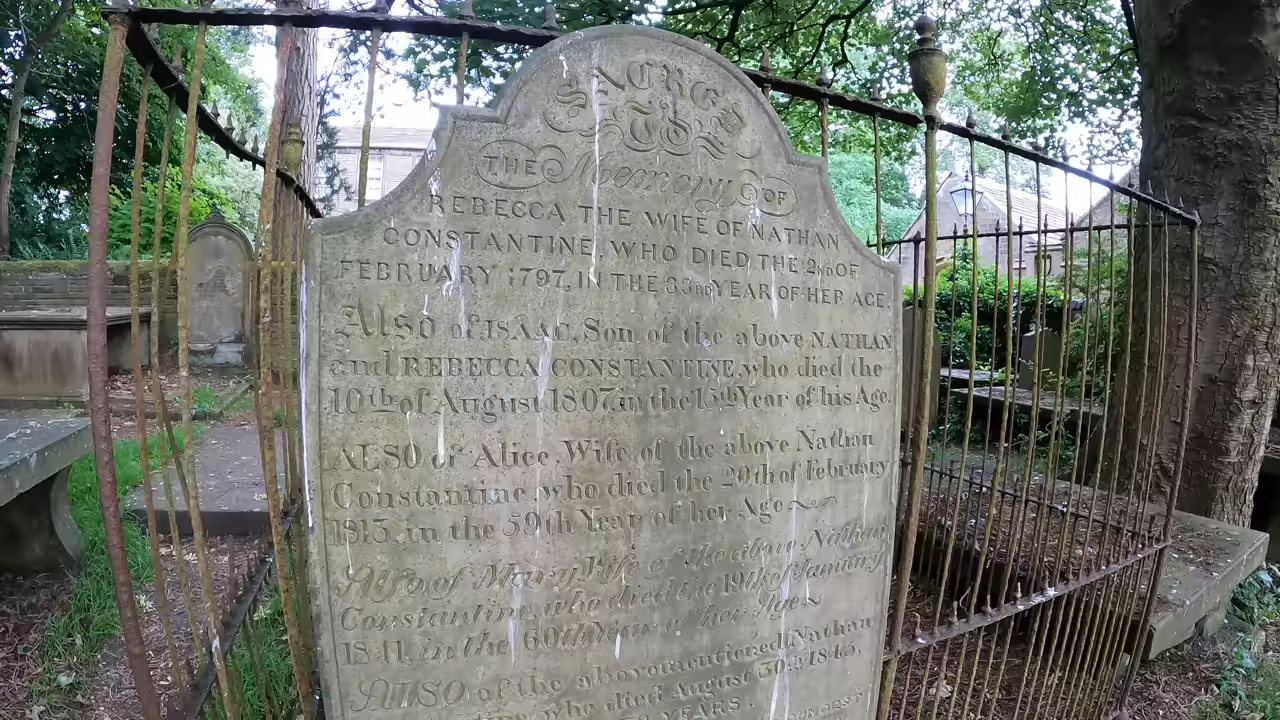 SACRED
TO
THE Memory OF
REBECCA THE WIFE OF NATHAN
CONSTANTINE, WHO DIED THE 2ND OF
FEBRUARY 1797, IN THE 33RD YEAR OF HER AGE.
Also of ISAAC, Son of the above NATHAN
and REBECCA CONSTANTINE, who died the
10th of August 1807, in the 15th Year of his Age.
ALSO of Alice, Wife of the above Nathan
Constantine, who died the 20th of February
1815, in the 59th Year of her Age
Also of Mary, Wife of the above Nathan
Constantine, who died the 19th of January
1841, in the 60th Year of her Age
ALSO of the abovementioned Nathan
who died August 30th 1845,
YEARS.